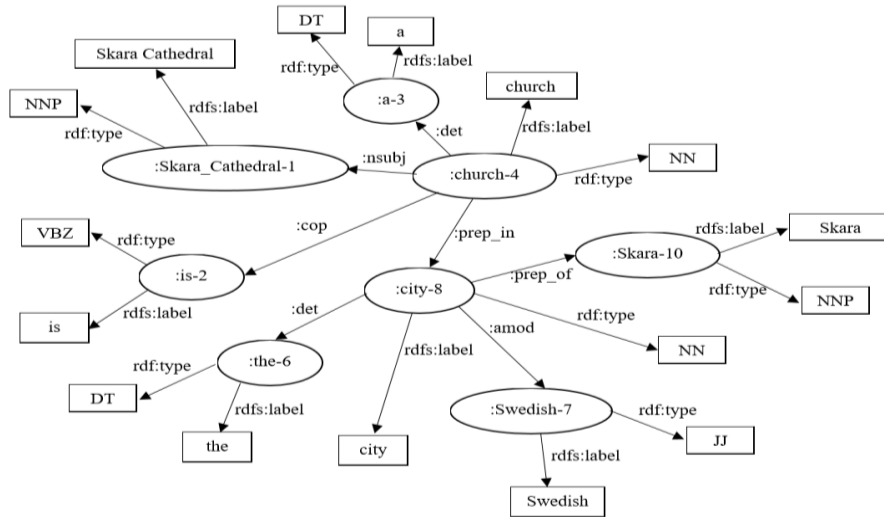 DT
a
Skara Cathedral
rdf:type
rdfs:label
church
NNP
rdfs:label
:a-3
rdfs:label
rdf:type
:det
NN
:Skara_Cathedral-1
:nsubj
:church-4
rdf:type
VBZ
:cop
:prep_in
rdfs:label
Skara
rdf:type
:Skara-10
:is-2
:prep_of
:city-8
rdf:type
NNP
is
rdfs:label
:det
:amod
rdf:type
rdfs:label
NN
rdf:type
:the-6
DT
:Swedish-7
rdf:type
rdfs:label
the
city
JJ
rdfs:label
Swedish